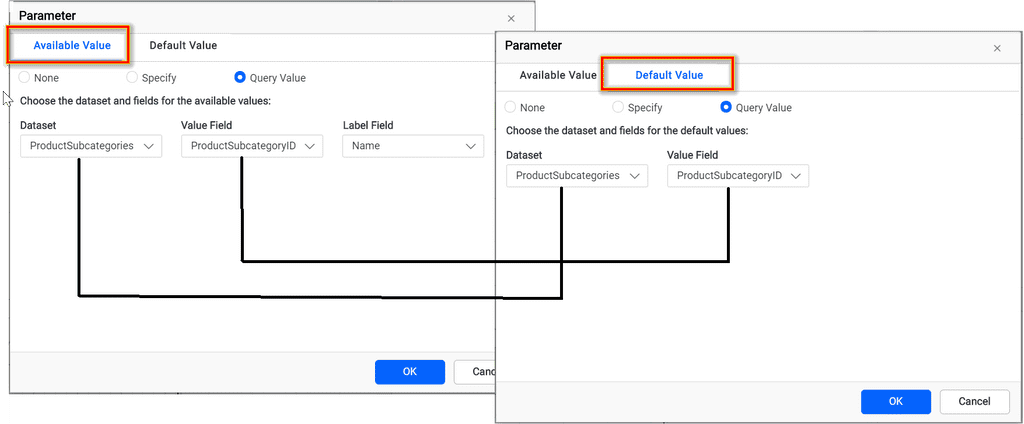 Parameter
Available Value Default Value
None Specify Query Value
Choose the dataset and fields for the available values:
Dataset Value Field Label Field
ProductSubcategories ProductSubcategoryID Name
OK Canc
Parameter
Available Value Default Value
None Specify Query Value
Choose the dataset and fields for the default values:
Dataset Value Field
ProductSubcategories ProductSubcategoryID
OK Cancel